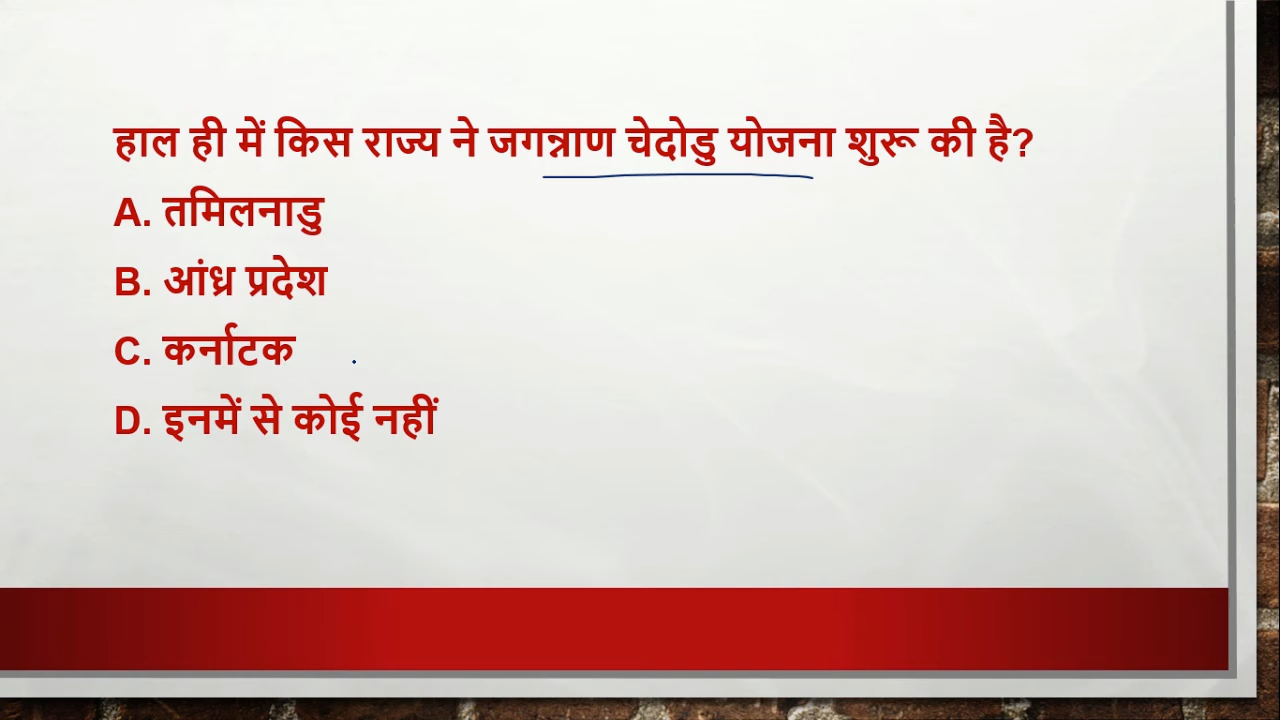 हाल ही में किस राज्य ने जगन्नाण चेदोडु योजना शुरू की है?
A. तमिलनाडु
B. आंध्र प्रदेश
C. कर्नाटक
D. इनमें से कोई नहीं